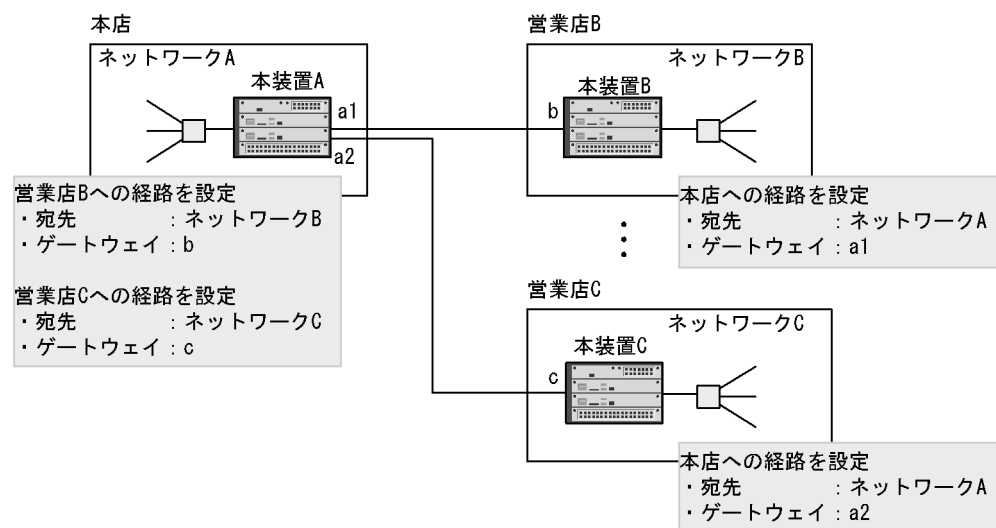 本店
ネットワークA
本装置A
a1
a2
営業店Bへの経路を設定
・宛先　　　：ネットワークB
・ゲートウェイ：b
営業店Cへの経路を設定
・宛先　　　：ネットワークC
・ゲートウェイ：c
営業店B
ネットワークB
本装置B
b
本店への経路を設定
・宛先　　　：ネットワークA
・ゲートウェイ：a1
営業店C
ネットワークC
本装置C
c
本店への経路を設定
・宛先　　　：ネットワークA
・ゲートウェイ：a2